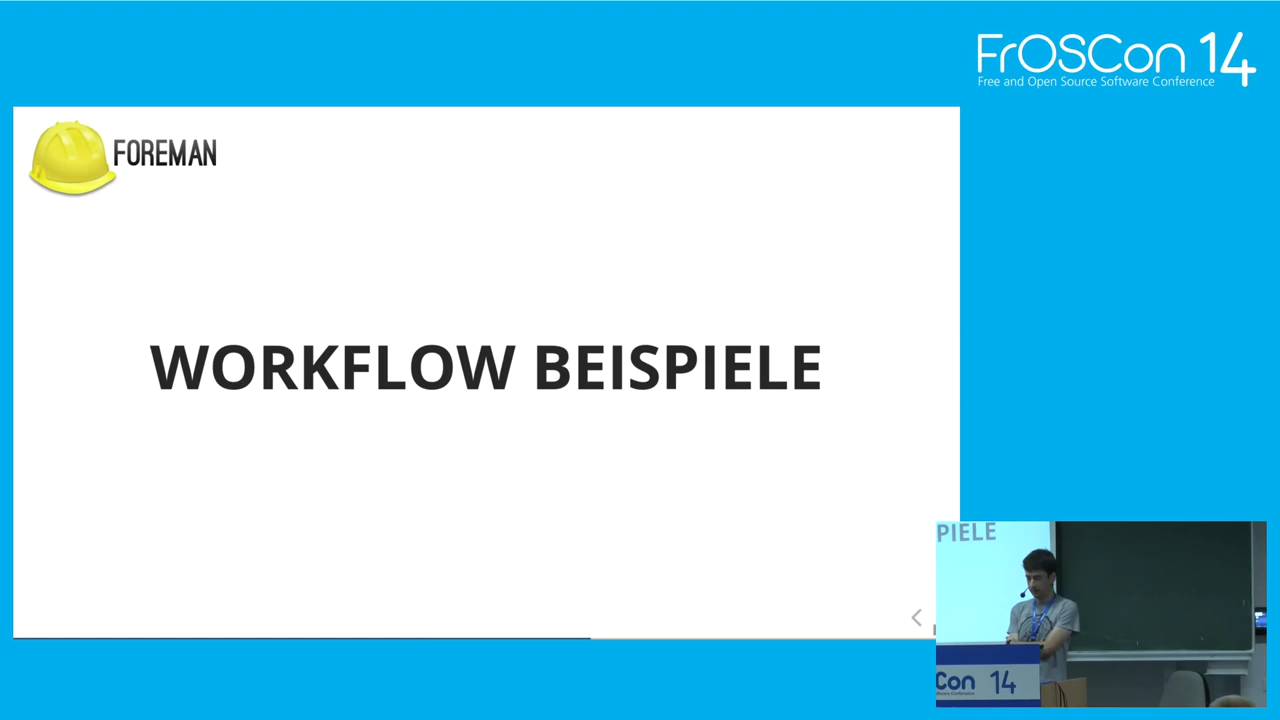 FrOSCon 14
Free and Open Source Software Conference
FOREMAN
WORKFLOW BEISPIELE
PIELE
Con 14